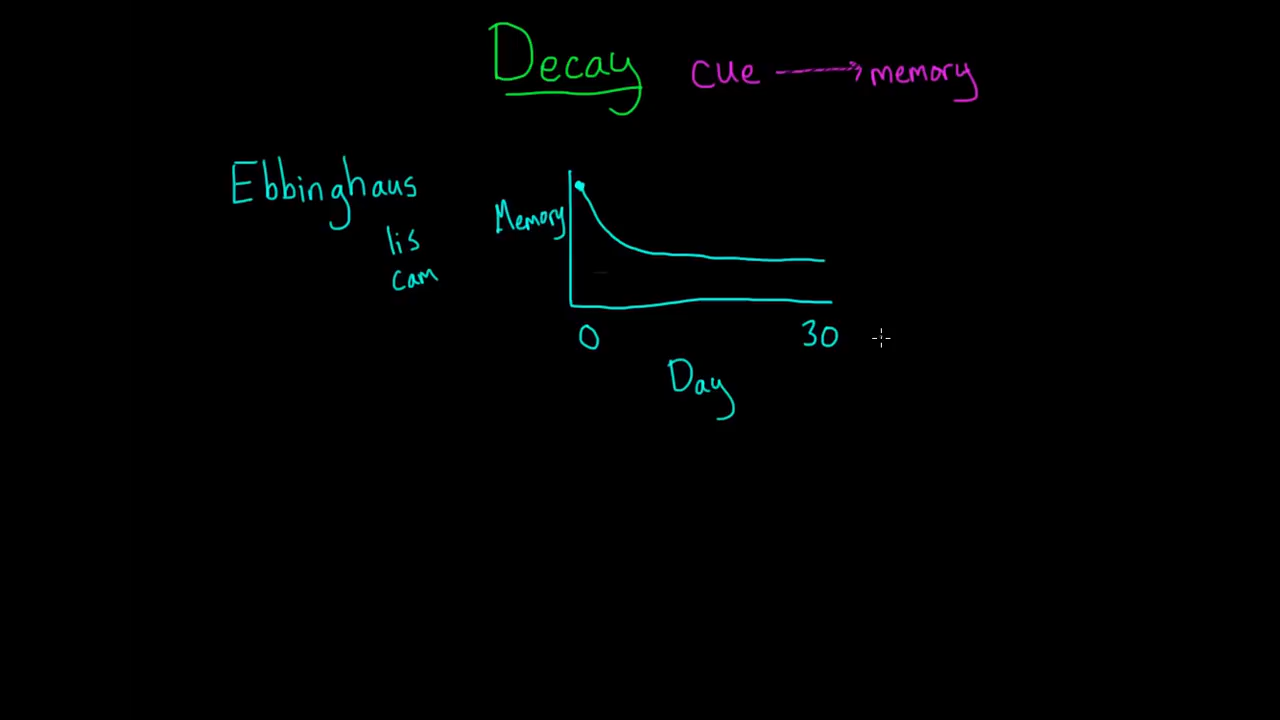 Decay
cue → memory
Ebbinghaus
lis
cam
Memory
0
30
Day